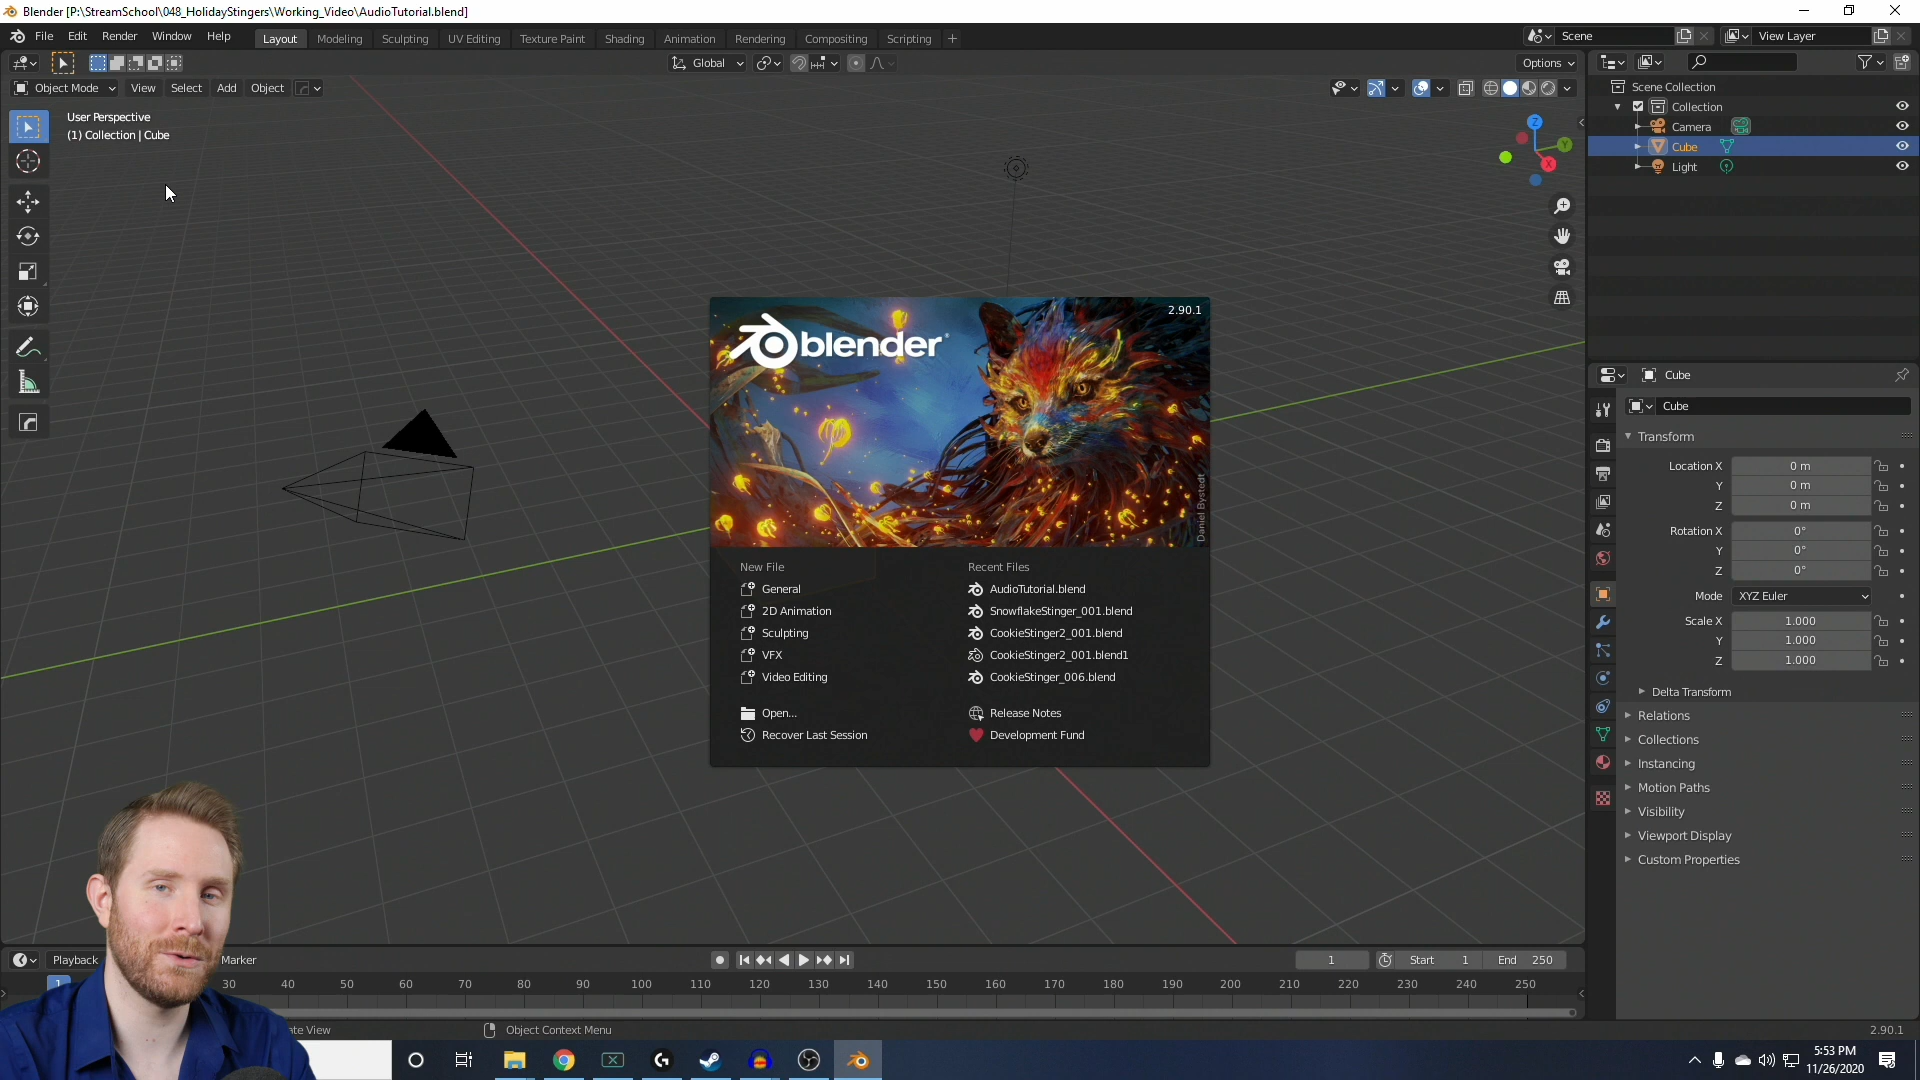 Blender [P:\StreamSchool\048_HolidayStingers\Working_Video\AudioTutorial.blend]
File Edit Render Window Help Layout Modeling Sculpting UV Editing Texture Paint Shading Animation Rendering Compositing Scripting + Scene View Layer
Global Options
Object Mode View Select Add Object
User Perspective
(1) Collection | Cube
Z
Y
X
Scene Collection
Collection
Camera
Cube
Light
2.90.1
blender
Daniel Bystedt
New File
General
2D Animation
Sculpting
VFX
Video Editing
Open...
Recover Last Session
Recent Files
AudioTutorial.blend
SnowflakeStinger_001.blend
CookieStinger2_001.blend
CookieStinger2_001.blend1
CookieStinger_006.blend
Release Notes
Development Fund
Cube
Cube
Transform
Location X 0 m
Y 0 m
Z 0 m
Rotation X 0°
Y 0°
Z 0°
Mode XYZ Euler
Scale X 1.000
Y 1.000
Z 1.000
Delta Transform
Relations
Collections
Instancing
Motion Paths
Visibility
Viewport Display
Custom Properties
Playback Marker 1 Start 1 End 250
1 30 40 50 60 70 80 90 100 110 120 130 140 150 160 170 180 190 200 210 220 230 240 250
ate View Object Context Menu 2.90.1
5:53 PM
11/26/2020